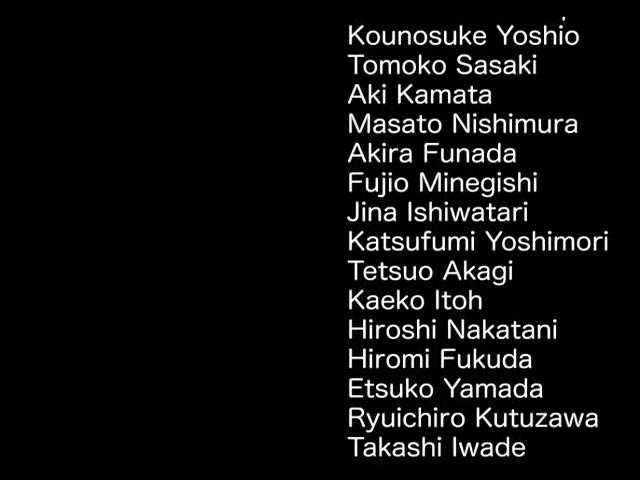 Kounosuke Yoshio
Tomoko Sasaki
Aki Kamata
Masato Nishimura
Akira Funada
Fujio Minegishi
Jina Ishiwatari
Katsufumi Yoshimori
Tetsuo Akagi
Kaeko Itoh
Hiroshi Nakatani
Hiromi Fukuda
Etsuko Yamada
Ryuichiro Kutuzawa
Takashi Iwade